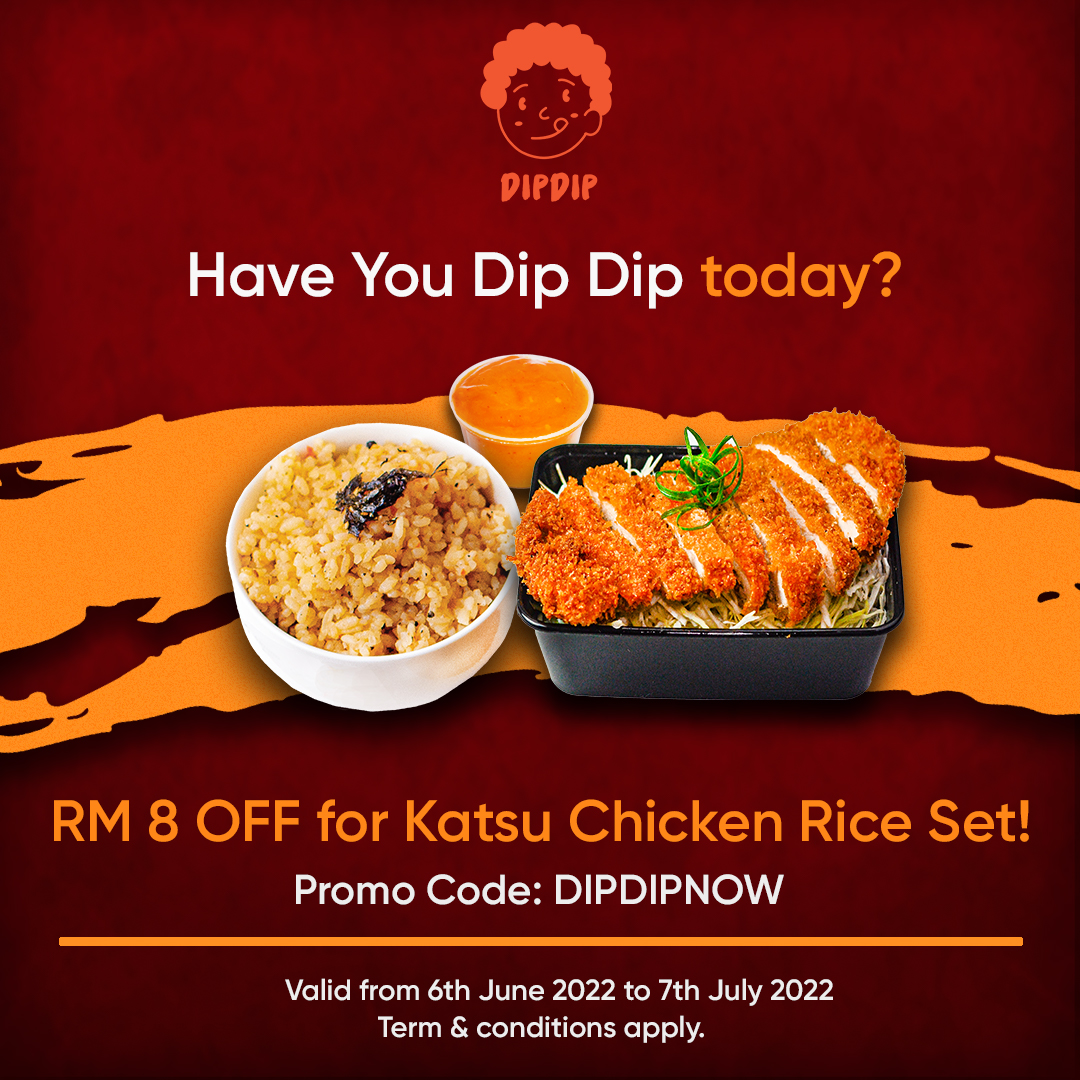 DIPDIP
Have You Dip Dip today?
RM 8 OFF for Katsu Chicken Rice Set!
Promo Code: DIPDIPNOW
Valid from 6th June 2022 to 7th July 2022
Term & conditions apply.